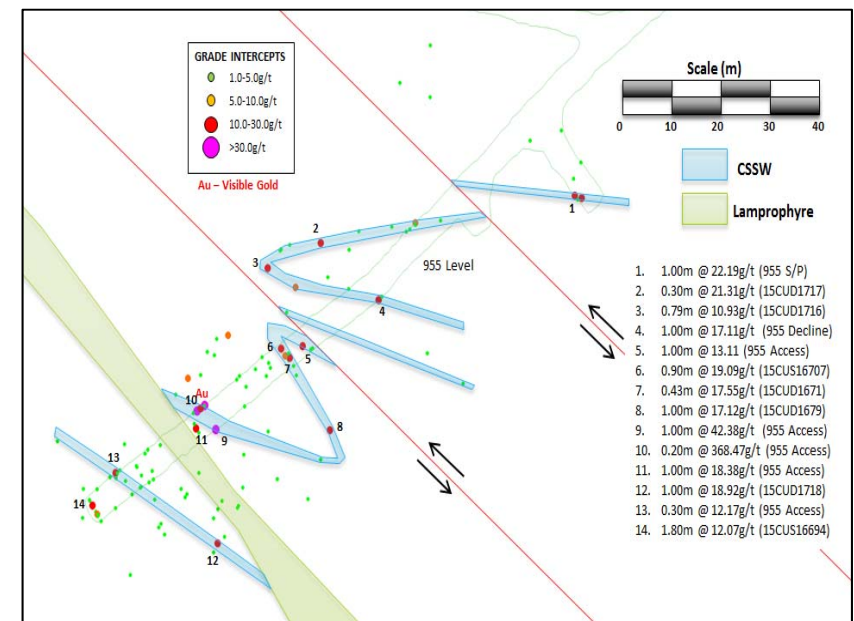 GRADE INTERCEPTS
1.0-5.0g/t
5.0-10.0g/t
10.0-30.0g/t
>30.0g/t
Au – Visible Gold
Scale (m)
0 10 20 30 40
CSSW
Lamprophyre
1
2
3
955 Level
4
5
6
7
8
Au
10
11
9
13
14
12
1. 1.00m @ 22.19g/t (955 S/P)
2. 0.30m @ 21.31g/t (15CUD1717)
3. 0.79m @ 10.93g/t (15CUD1716)
4. 1.00m @ 17.11g/t (955 Decline)
5. 1.00m @ 13.11 (955 Access)
6. 0.90m @ 19.09g/t (15CUS16707)
7. 0.43m @ 17.55g/t (15CUD1671)
8. 1.00m @ 17.12g/t (15CUD1679)
9. 1.00m @ 42.38g/t (955 Access)
10. 0.20m @ 368.47g/t (955 Access)
11. 1.00m @ 18.38g/t (955 Access)
12. 1.00m @ 18.92g/t (15CUD1718)
13. 0.30m @ 12.17g/t (955 Access)
14. 1.80m @ 12.07g/t (15CUS16694)